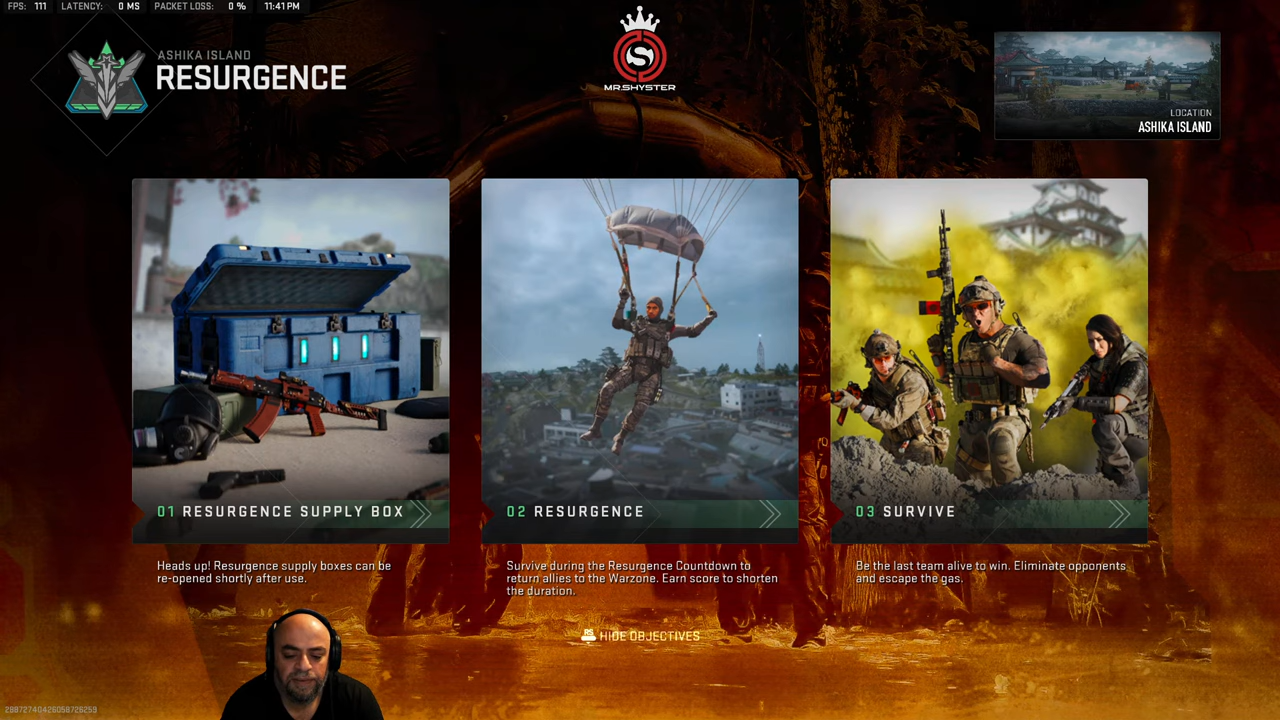 FPS: 111 LATENCY: 0 MS PACKET LOSS: 0 % 11:41 PM
ASHIKA ISLAND
RESURGENCE
S
MR.SHYSTER
LOCATION
ASHIKA ISLAND
01 RESURGENCE SUPPLY BOX
02 RESURGENCE
03 SURVIVE
Heads up! Resurgence supply boxes can be
re-opened shortly after use.
Survive during the Resurgence Countdown to
return allies to the Warzone. Earn score to shorten
the duration.
Be the last team alive to win. Eliminate opponents
and escape the gas.
RS HIDE OBJECTIVES